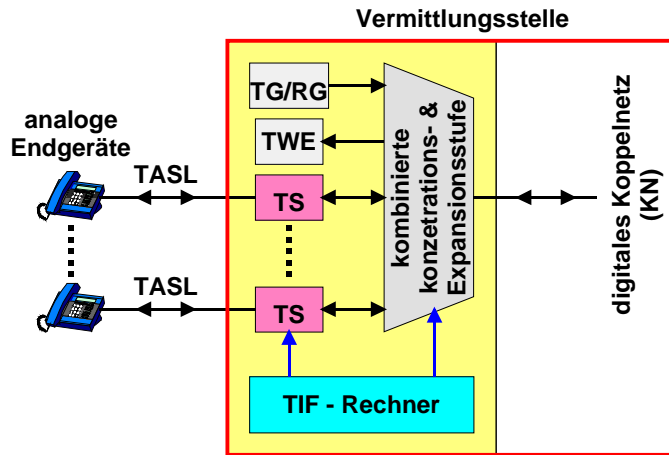 Vermittlungsstelle
TG/RG
analoge
Endgeräte
TWE
TASL
TS
TASL
TS
kombinierte
konzetrations- &
Expansionsstufe
digitales Koppelnetz
(KN)
TIF - Rechner